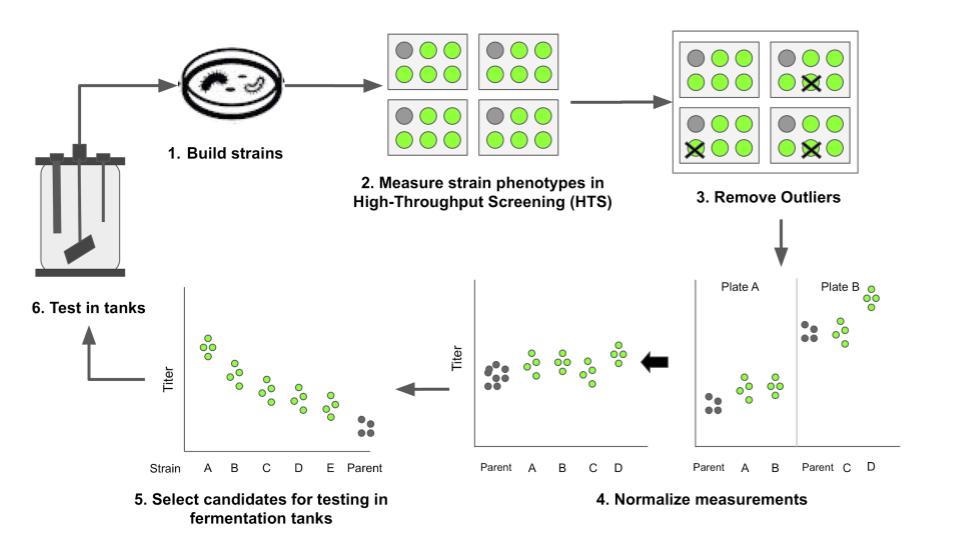 1. Build strains
2. Measure strain phenotypes in
High-Throughput Screening (HTS)
3. Remove Outliers
Plate A
Plate B
Parent A B Parent C D
4. Normalize measurements
Titer
Parent A B C D
Titer
Strain A B C D E Parent
5. Select candidates for testing in
fermentation tanks
6. Test in tanks